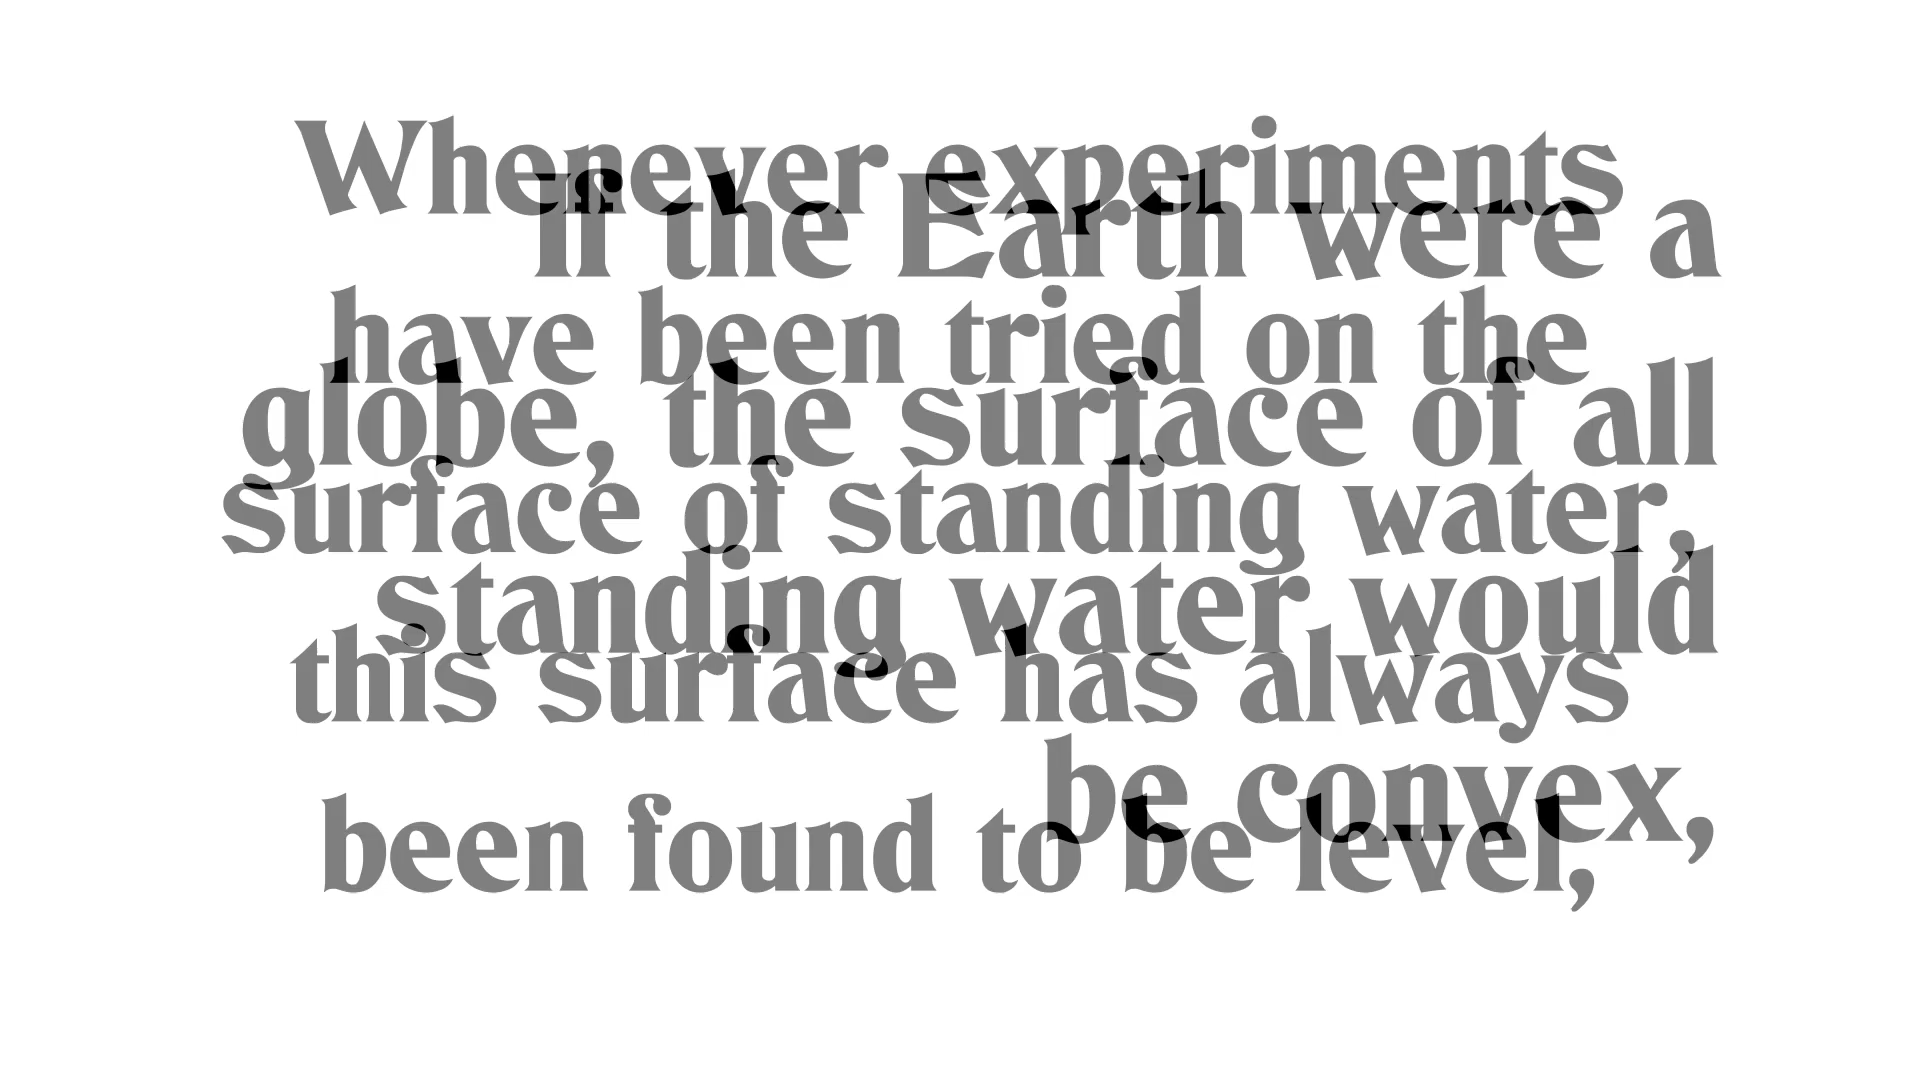 Whenever experiments
If the Earth were a
have been tried on the
globe, the surface of all
surface of standing water,
standing water would
this surface has always
be convex,
been found to be level,